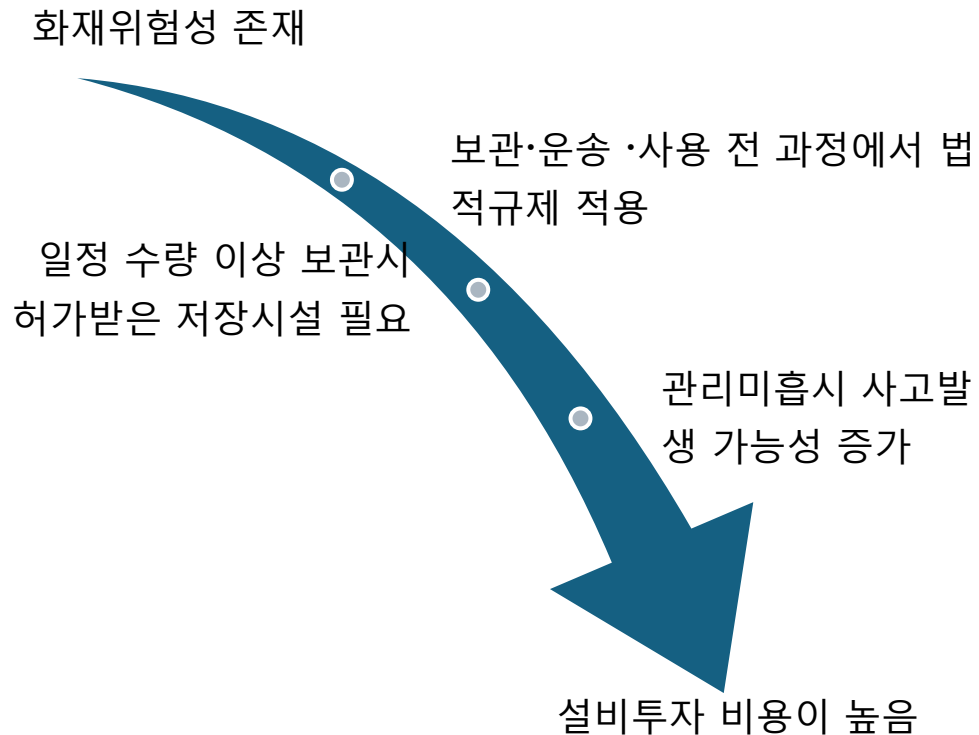 화재위험성 존재
보관·운송 ·사용 전 과정에서 법
적규제 적용
일정 수량 이상 보관시
허가받은 저장시설 필요
관리미흡시 사고발
생 가능성 증가
설비투자 비용이 높음